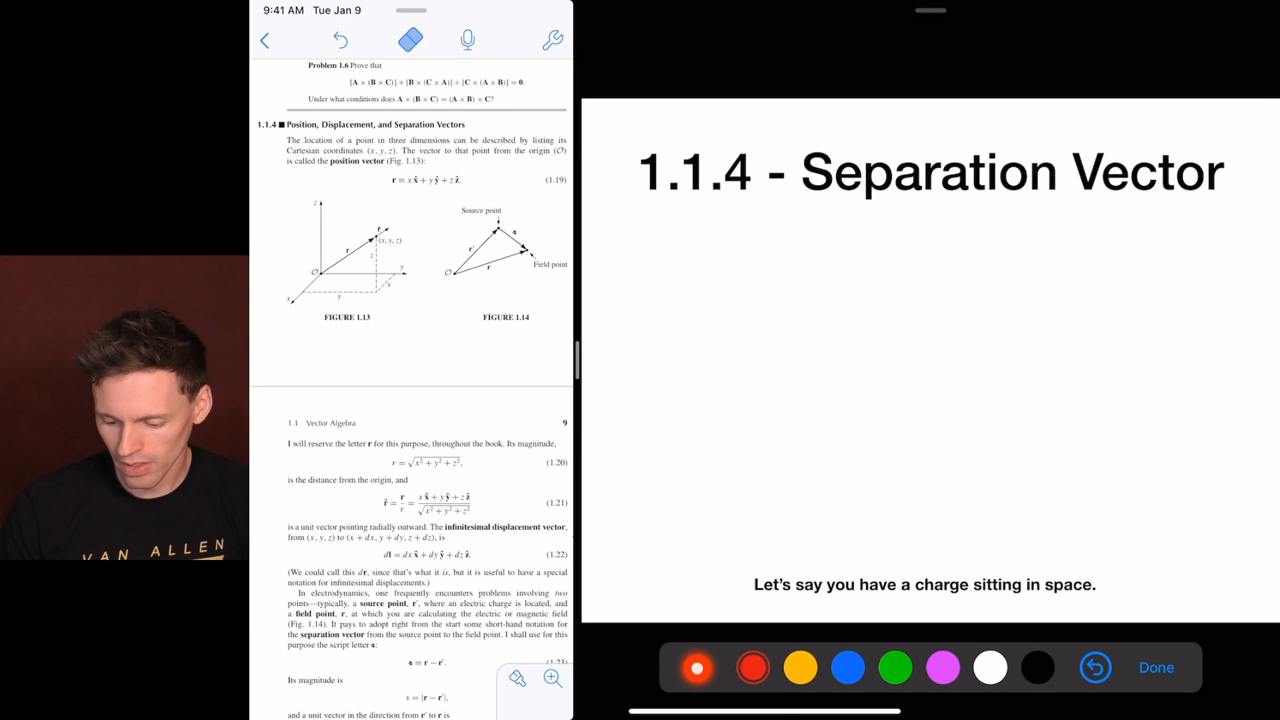 9:41 AM Tue Jan 9
Problem 1.6 Prove that
[A × (B × C)] + [B × (C × A)] + [C × (A × B)] = 0.
Under what conditions does A × (B × C) = (A × B) × C?
1.1.4 ■ Position, Displacement, and Separation Vectors
The location of a point in three dimensions can be described by listing its
Cartesian coordinates (x, y, z). The vector to that point from the origin (𝒪)
is called the position vector (Fig. 1.13):
r ≡ x x̂ + y ŷ + z ẑ. (1.19)
z
r̂
(x, y, z)
r
z
𝒪
y
x
x
y
FIGURE 1.13
Source point
𝓇
r′
𝒪
r
Field point
FIGURE 1.14
1.1 Vector Algebra 9
I will reserve the letter r for this purpose, throughout the book. Its magnitude,
r = √x² + y² + z², (1.20)
is the distance from the origin, and
r̂ = r/r = (x x̂ + y ŷ + z ẑ)/√x² + y² + z² (1.21)
is a unit vector pointing radially outward. The infinitesimal displacement vector,
from (x, y, z) to (x + dx, y + dy, z + dz), is
dl = dx x̂ + dy ŷ + dz ẑ. (1.22)
(We could call this dr, since that's what it is, but it is useful to have a special
notation for infinitesimal displacements.)
In electrodynamics, one frequently encounters problems involving two
points—typically, a source point, r′, where an electric charge is located, and
a field point, r, at which you are calculating the electric or magnetic field
(Fig. 1.14). It pays to adopt right from the start some short-hand notation for
the separation vector from the source point to the field point. I shall use for this
purpose the script letter 𝓇:
𝓇 ≡ r − r′. (1.23)
Its magnitude is
𝓇 = |r − r′|,
and a unit vector in the direction from r′ to r is
VAN ALLEN
1.1.4 - Separation Vector
Let's say you have a charge sitting in space.
Done